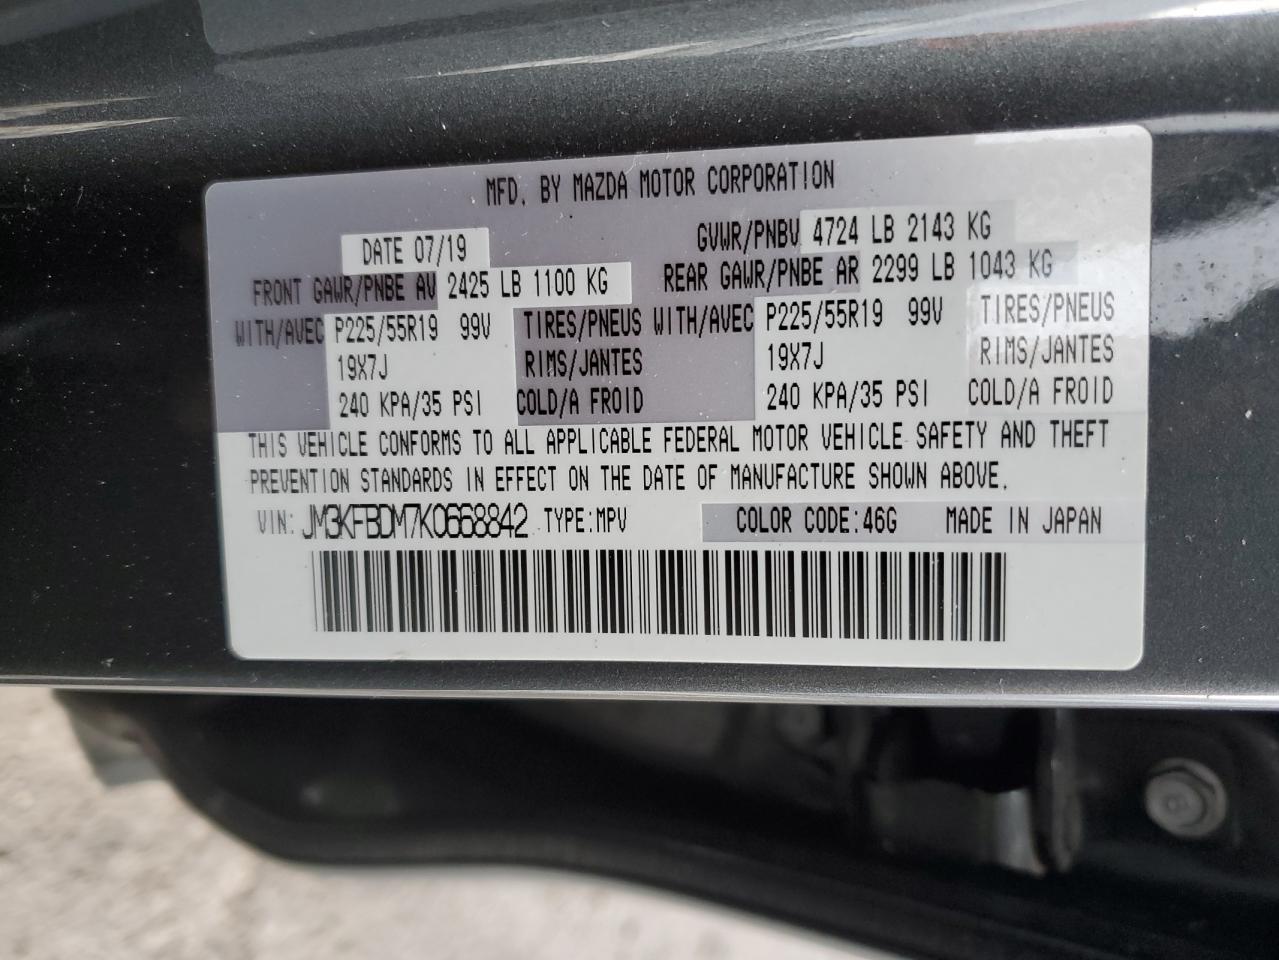 MFD. BY MAZDA MOTOR CORPORATION
DATE 07/19 GVWR/PNBV 4724 LB 2143 KG
FRONT GAWR/PNBE AV 2425 LB 1100 KG REAR GAWR/PNBE AR 2299 LB 1043 KG
WITH/AVEC P225/55R19 99V TIRES/PNEUS WITH/AVEC P225/55R19 99V TIRES/PNEUS
19X7J RIMS/JANTES 19X7J RIMS/JANTES
240 KPA/35 PSI COLD/A FROID 240 KPA/35 PSI COLD/A FROID
THIS VEHICLE CONFORMS TO ALL APPLICABLE FEDERAL MOTOR VEHICLE SAFETY AND THEFT
PREVENTION STANDARDS IN EFFECT ON THE DATE OF MANUFACTURE SHOWN ABOVE.
VIN: JM3KFBDM7K0668842 TYPE:MPV COLOR CODE:46G MADE IN JAPAN